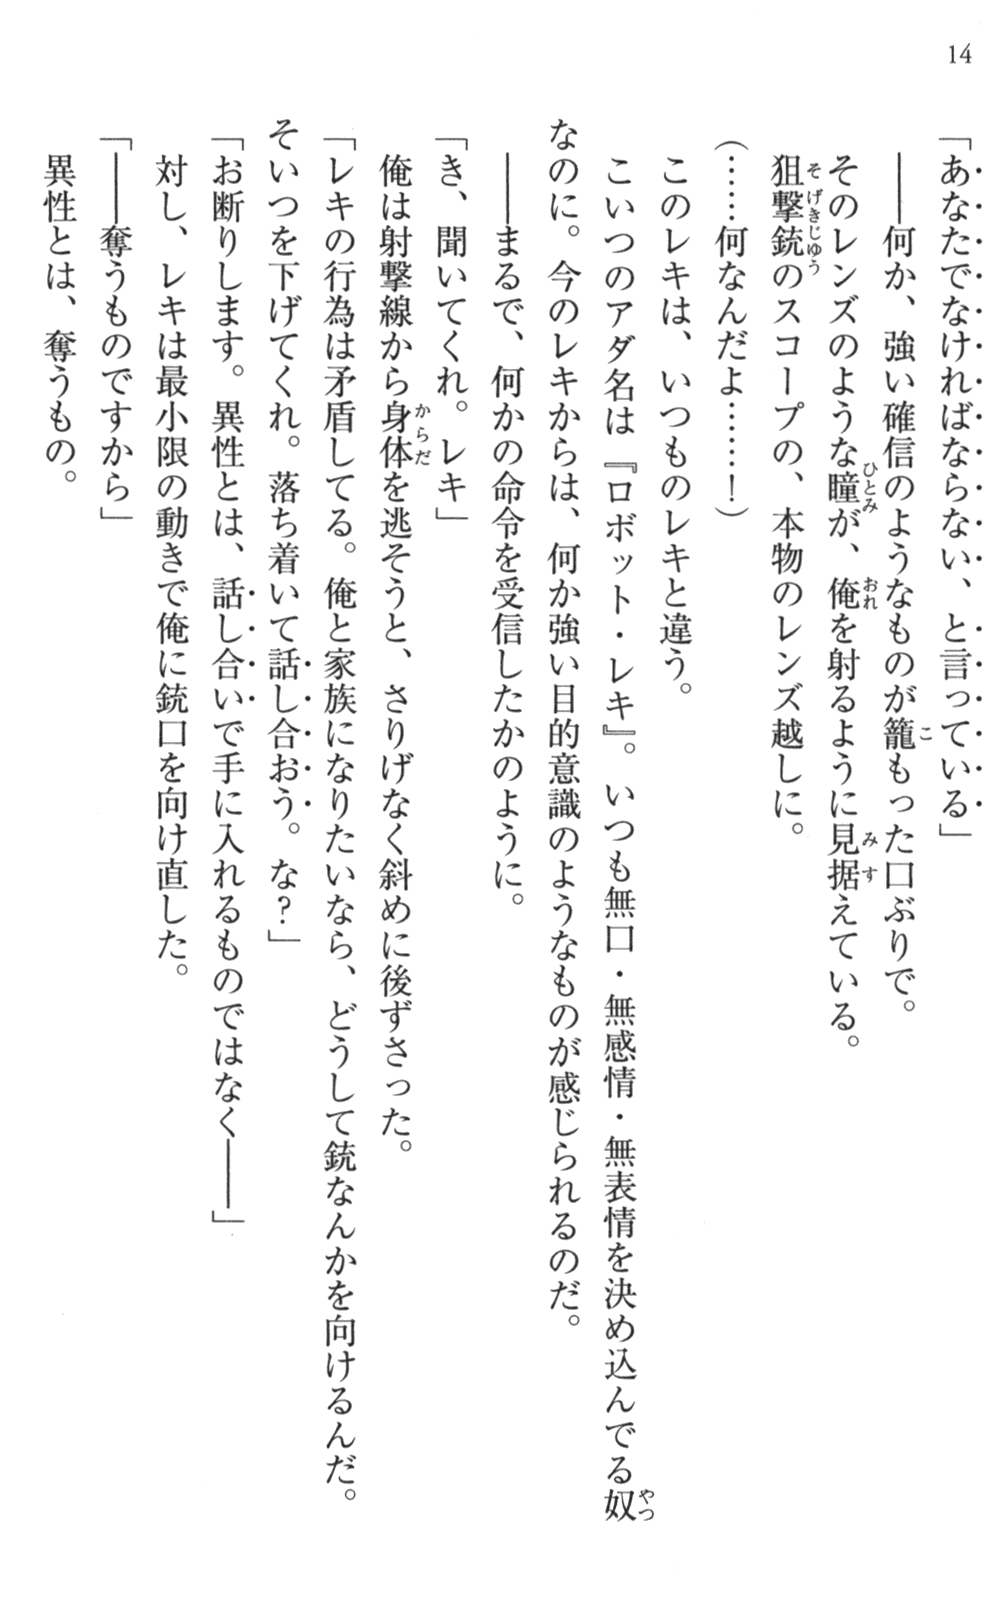 14
「あなたでなければならない、と言っている」
――何か、強い確信のようなものが籠もった口ぶりで。
そのレンズのような瞳が、俺を射るように見据えている。
狙撃銃のスコープの、本物のレンズ越しに。
(……何なんだよ……！)
このレキは、いつものレキと違う。
こいつのアダ名は『ロボット・レキ』。いつも無口・無感情・無表情を決め込んでる奴
なのに。今のレキからは、何か強い目的意識のようなものが感じられるのだ。
――まるで、何かの命令を受信したかのように。
「き、聞いてくれ。レキ」
俺は射撃線から身体を逃そうと、さりげなく斜めに後ずさった。
「レキの行為は矛盾してる。俺と家族になりたいなら、どうして銃なんかを向けるんだ。
そいつを下げてくれ。落ち着いて話し合おう。な？」
「お断りします。異性とは、話し合いで手に入れるものではなく――」
対し、レキは最小限の動きで俺に銃口を向け直した。
「――奪うものですから」
異性とは、奪うもの。